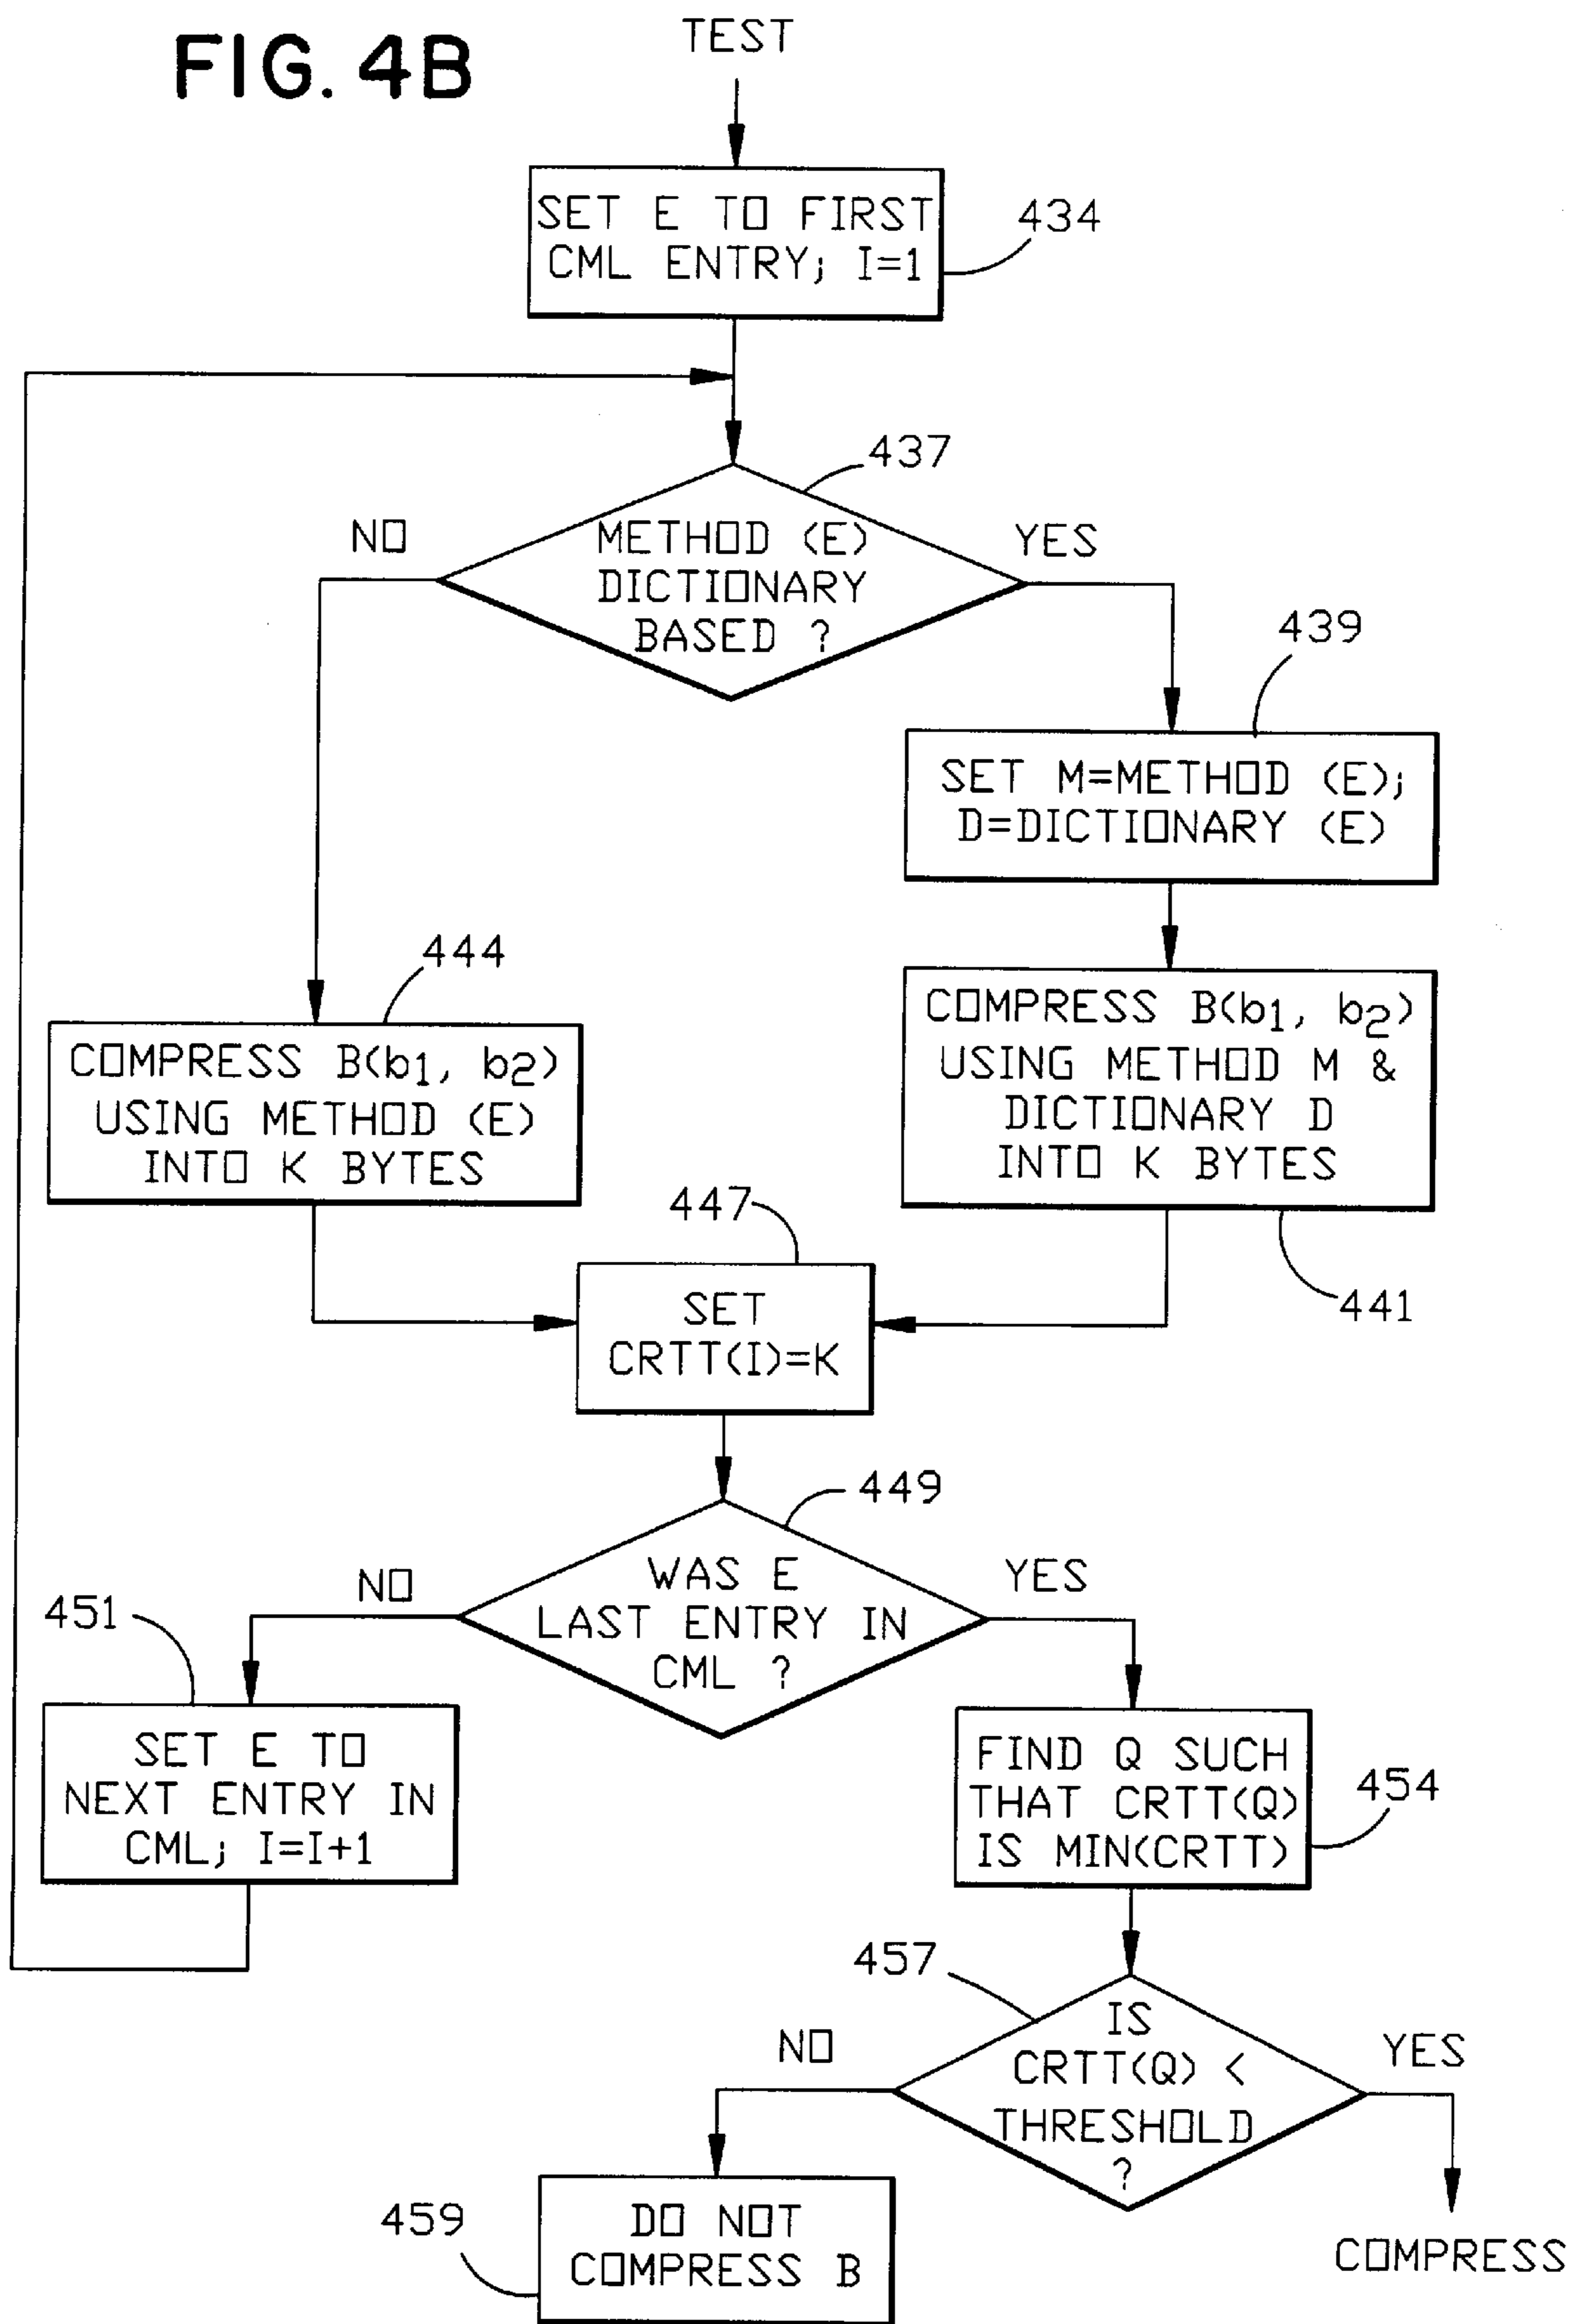 FIG. 4B
TEST
SET E TO FIRST
CML ENTRY; I=1
434
437
NO
METHOD (E)
DICTIONARY
BASED ?
YES
439
SET M=METHOD (E);
D=DICTIONARY (E)
444
COMPRESS B(b1, b2)
USING METHOD (E)
INTO K BYTES
COMPRESS B(b1, b2)
USING METHOD M &
DICTIONARY D
INTO K BYTES
441
447
SET
CRTT(I)=K
449
NO
WAS E
LAST ENTRY IN
CML ?
YES
451
SET E TO
NEXT ENTRY IN
CML; I=I+1
FIND Q SUCH
THAT CRTT(Q)
IS MIN(CRTT)
454
457
NO
IS
CRTT(Q) <
THRESHOLD
?
YES
459
DO NOT
COMPRESS B
COMPRESS